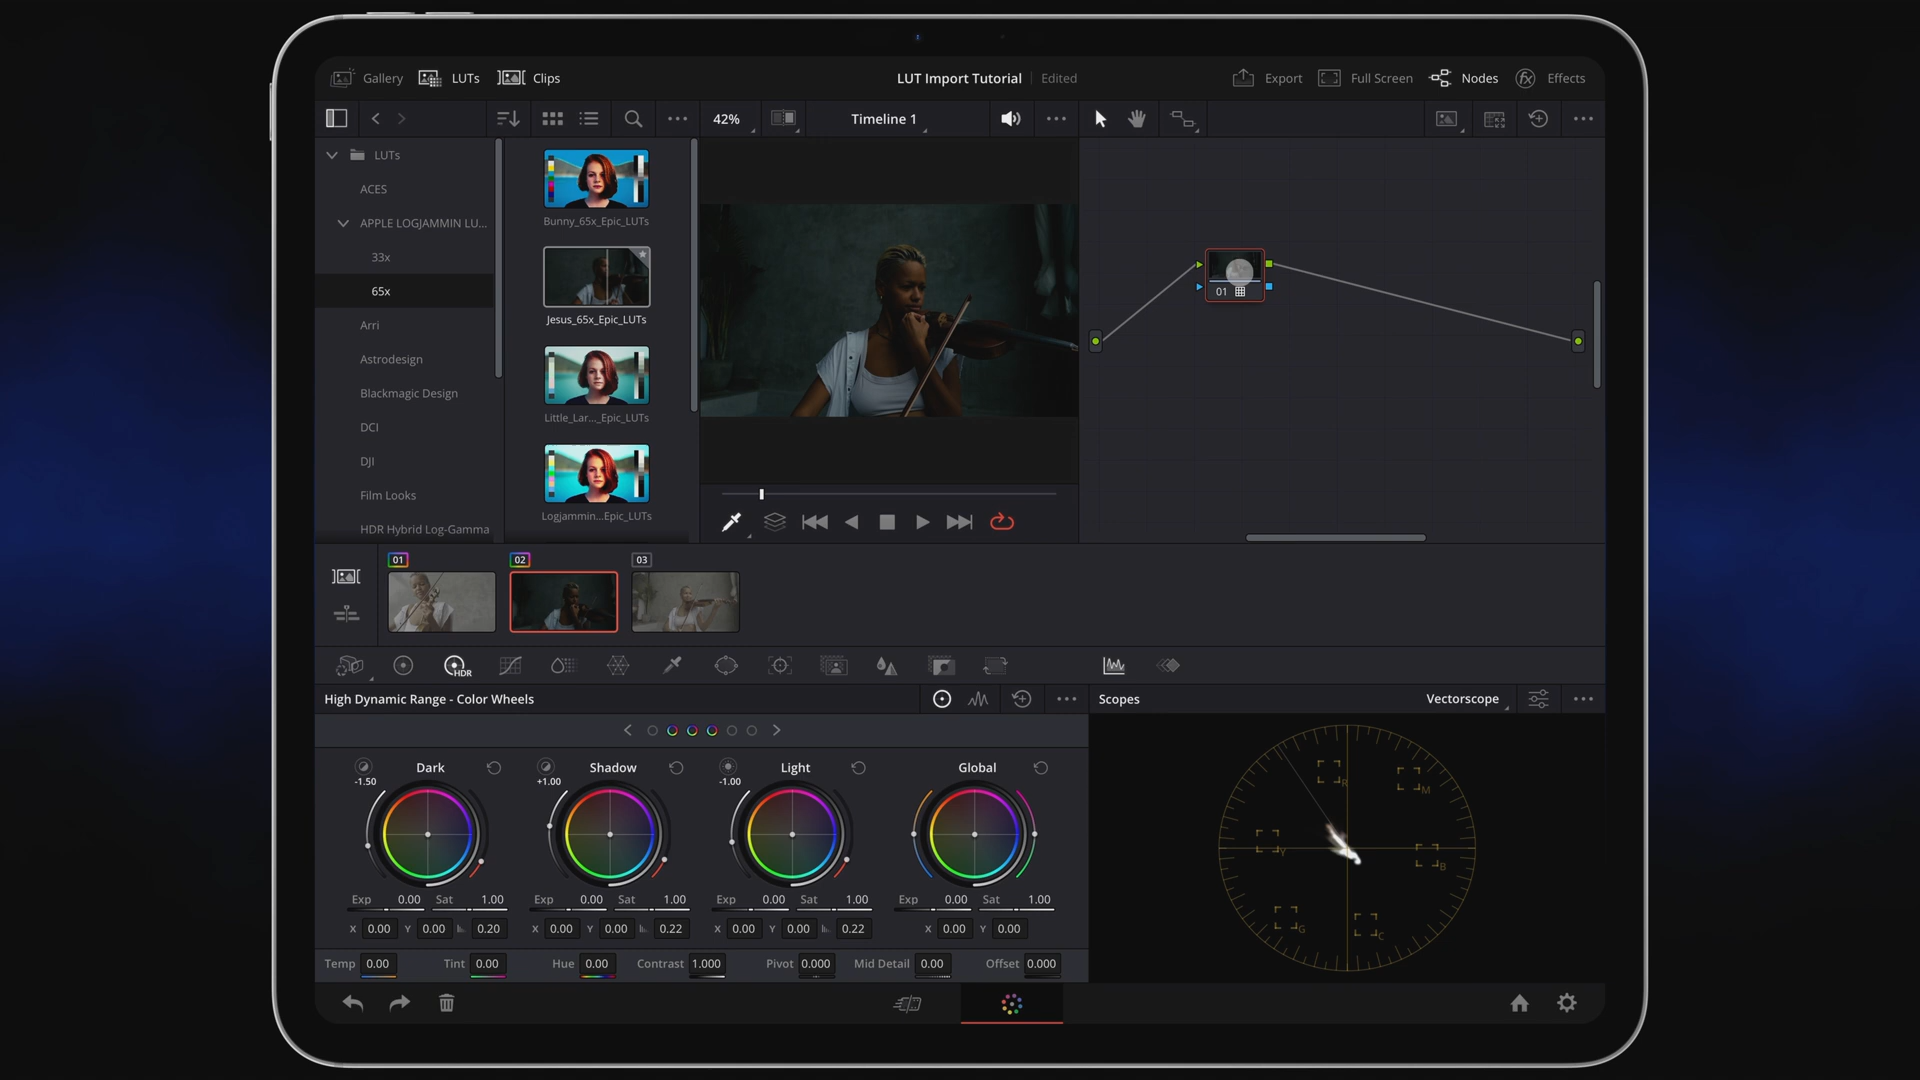 Gallery LUTs Clips LUT Import Tutorial Edited Export Full Screen Nodes Effects
42% Timeline 1
LUTs
ACES
APPLE LOGJAMMIN LU...
33x
65x
Arri
Astrodesign
Blackmagic Design
DCI
DJI
Film Looks
HDR Hybrid Log-Gamma
Bunny_65x_Epic_LUTs
Jesus_65x_Epic_LUTs
Little_Lar..._Epic_LUTs
Logjammin...Epic_LUTs
01
01 02 03
HDR
High Dynamic Range - Color Wheels
Scopes Vectorscope
Dark Shadow Light Global
-1.50 +1.00 -1.00
Exp 0.00 Sat 1.00 Exp 0.00 Sat 1.00 Exp 0.00 Sat 1.00 Exp 0.00 Sat 1.00
X 0.00 Y 0.00 0.20 X 0.00 Y 0.00 0.22 X 0.00 Y 0.00 0.22 X 0.00 Y 0.00
Temp 0.00 Tint 0.00 Hue 0.00 Contrast 1.000 Pivot 0.000 Mid Detail 0.00 Offset 0.000
R
M
Y
B
G
C